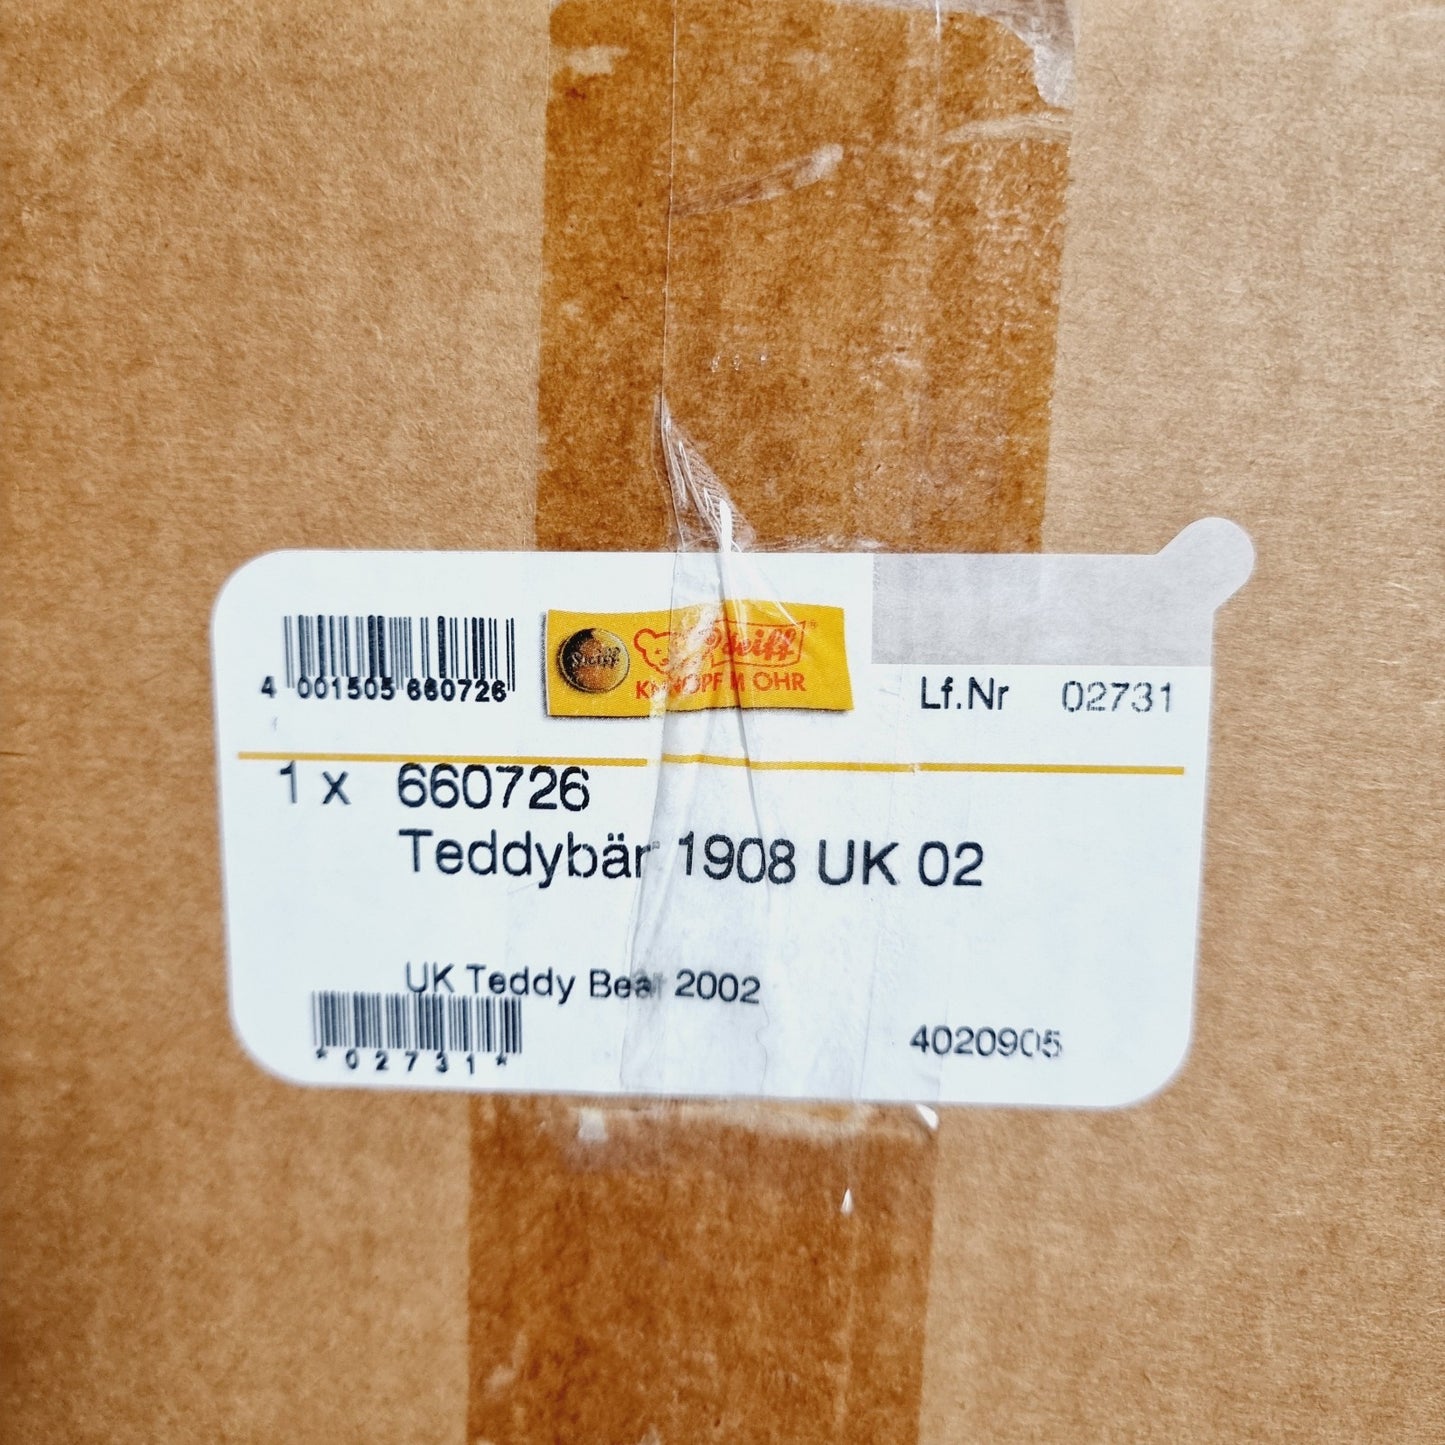 4 001505 660726
Steiff
Steiff®
KNOPF IM OHR
Lf.Nr 02731
1 x 660726
Teddybär 1908 UK 02
UK Teddy Bear 2002
*02731*
4020905